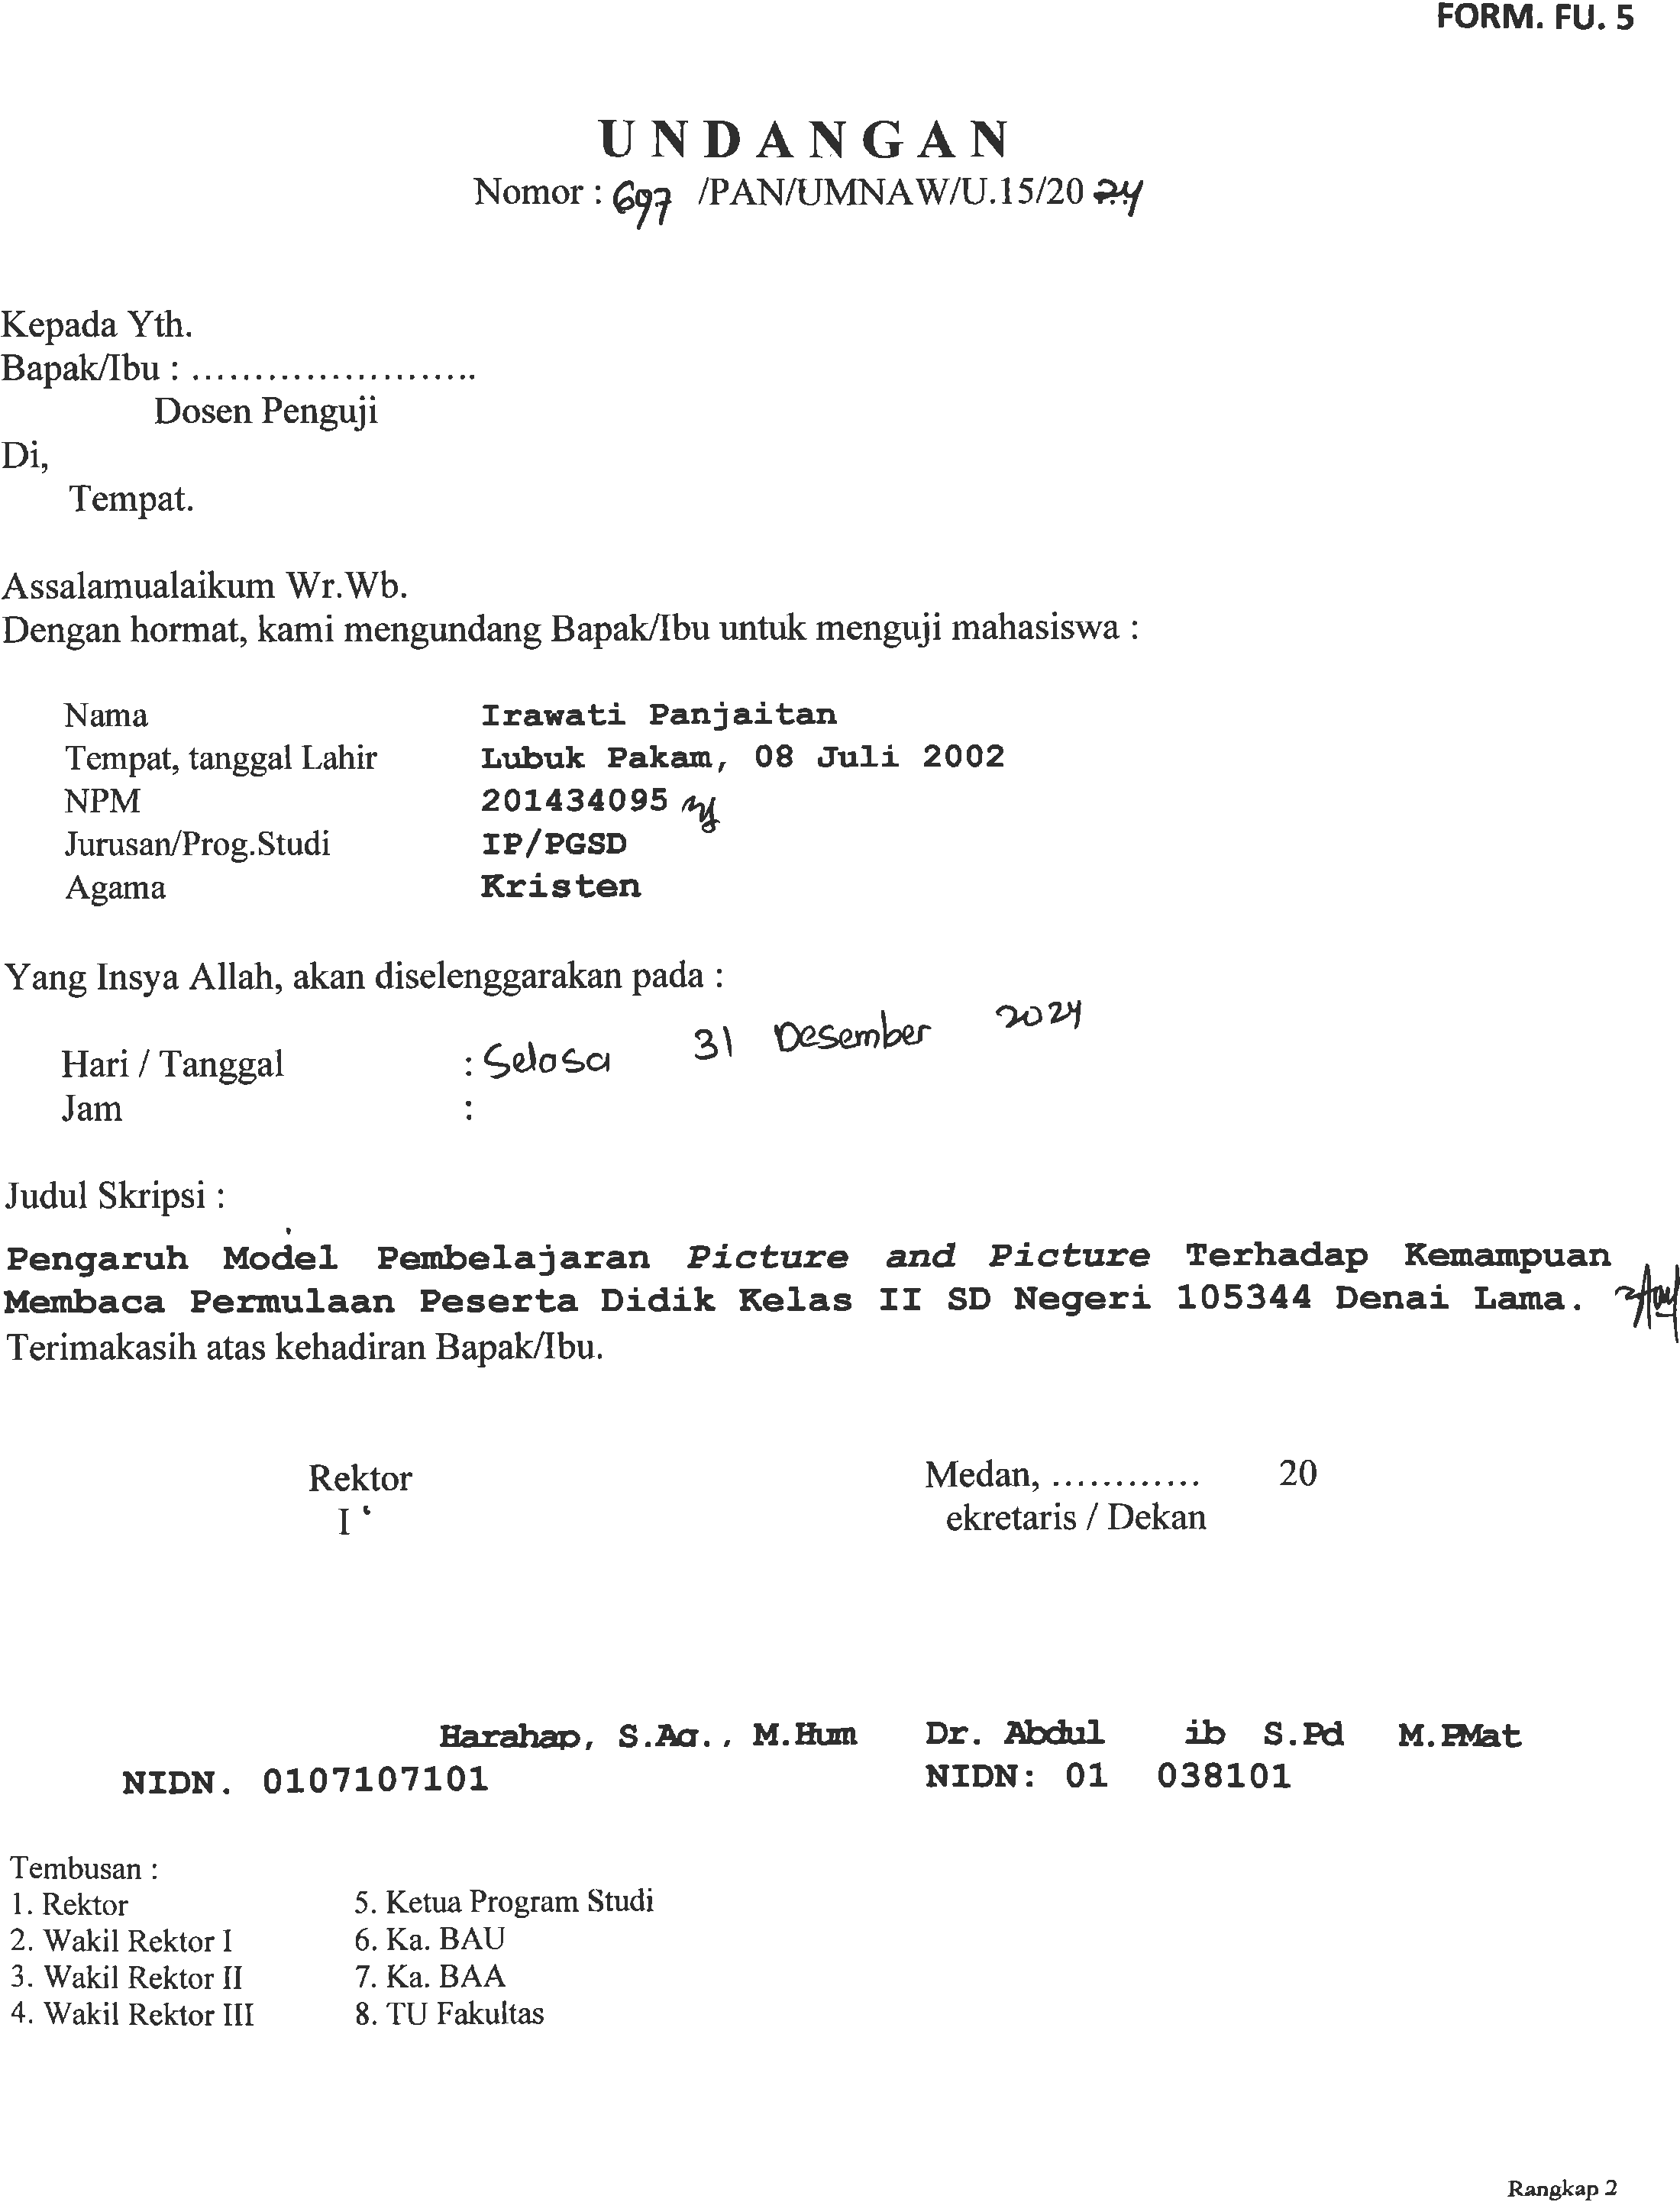 FORM. FU. 5
UNDANGAN
Nomor : 697 /PAN/UMNAW/U.15/20 24
Kepada Yth.
Bapak/Ibu : ......................
Dosen Penguji
Di,
Tempat.
Assalamualaikum Wr.Wb.
Dengan hormat, kami mengundang Bapak/Ibu untuk menguji mahasiswa :
Nama Irawati Panjaitan
Tempat, tanggal Lahir Lubuk Pakam, 08 Juli 2002
NPM 201434095
Jurusan/Prog.Studi IP/PGSD
Agama Kristen
Yang Insya Allah, akan diselenggarakan pada :
Hari / Tanggal : Selasa 31 Desember 2024
Jam :
Judul Skripsi :
Pengaruh Model Pembelajaran Picture and Picture Terhadap Kemampuan
Membaca Permulaan Peserta Didik Kelas II SD Negeri 105344 Denai Lama.
Terimakasih atas kehadiran Bapak/Ibu.
Rektor Medan, ............ 20
I ekretaris / Dekan
Harahap, S.Ag., M.Hum Dr. Abdul ib S.Pd M.PMat
NIDN. 0107107101 NIDN: 01 038101
Tembusan :
1. Rektor 5. Ketua Program Studi
2. Wakil Rektor I 6. Ka. BAU
3. Wakil Rektor II 7. Ka. BAA
4. Wakil Rektor III 8. TU Fakultas
Rangkap 2